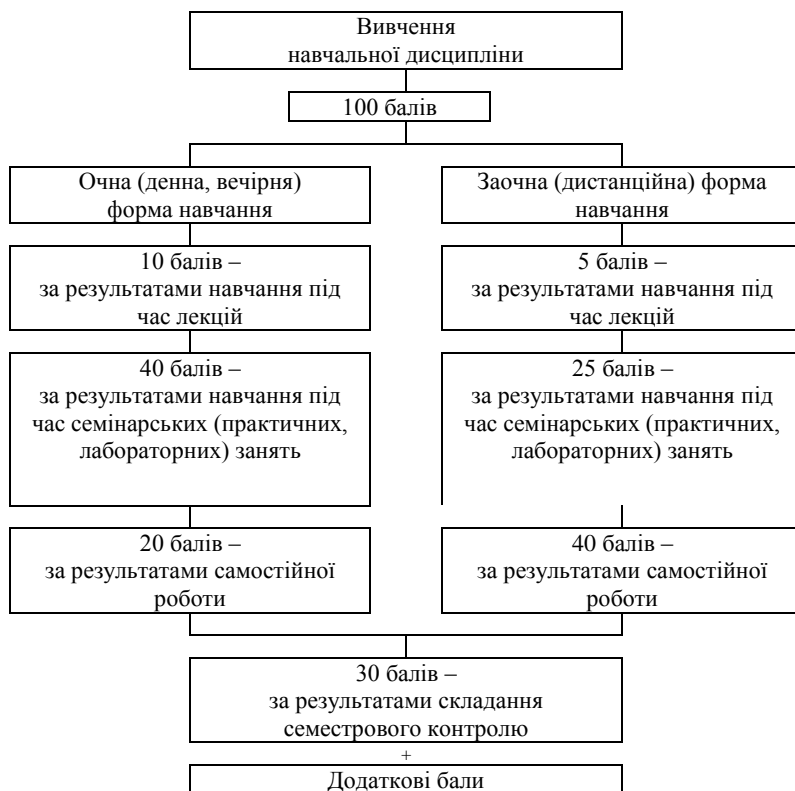 Вивчення
навчальної дисципліни
100 балів
Очна (денна, вечірня)
форма навчання
Заочна (дистанційна) форма
навчання
10 балів –
за результатами навчання під
час лекцій
5 балів –
за результатами навчання під
час лекцій
40 балів –
за результатами навчання під
час семінарських (практичних,
лабораторних) занять
25 балів –
за результатами навчання під
час семінарських (практичних,
лабораторних) занять
20 балів –
за результатами самостійної
роботи
40 балів –
за результатами самостійної
роботи
30 балів –
за результатами складання
семестрового контролю
+
Додаткові бали